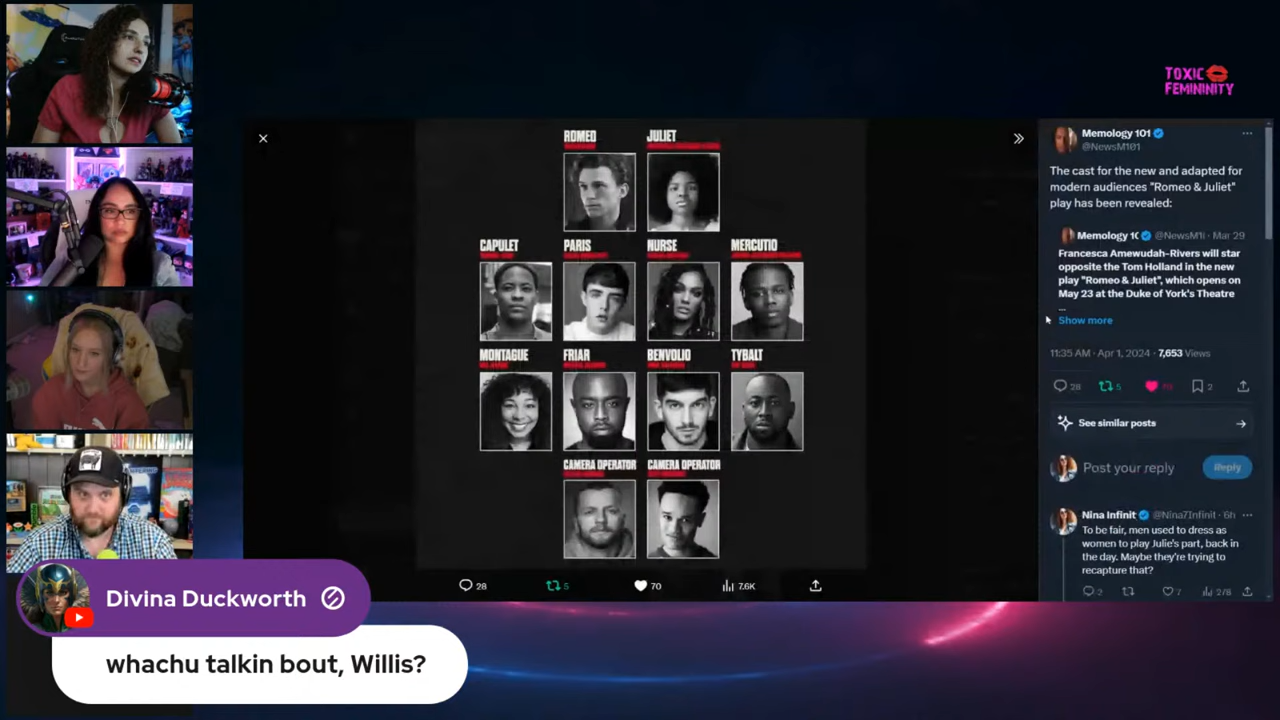 TOXIC
FEMININITY
ROMEO
JULIET
CAPULET
PARIS
NURSE
MERCUTIO
MONTAGUE
FRIAR
BENVOLIO
TYBALT
CAMERA OPERATOR
CAMERA OPERATOR
28
5
70
7.6K
Memology 101
@NewsM101
The cast for the new and adapted for
modern audiences "Romeo & Juliet"
play has been revealed:
Memology 1( @NewsM1( · Mar 29
Francesca Amewudah-Rivers will star
opposite the Tom Holland in the new
play "Romeo & Juliet", which opens on
May 23 at the Duke of York's Theatre
...
Show more
11:35 AM · Apr 1, 2024 · 7,653 Views
28
5
2
See similar posts
Post your reply
Reply
Nina Infinit @Nina7Infinit · 6h
To be fair, men used to dress as
women to play Julie's part, back in
the day. Maybe they're trying to
recapture that?
2
7
Divina Duckworth
whachu talkin bout, Willis?